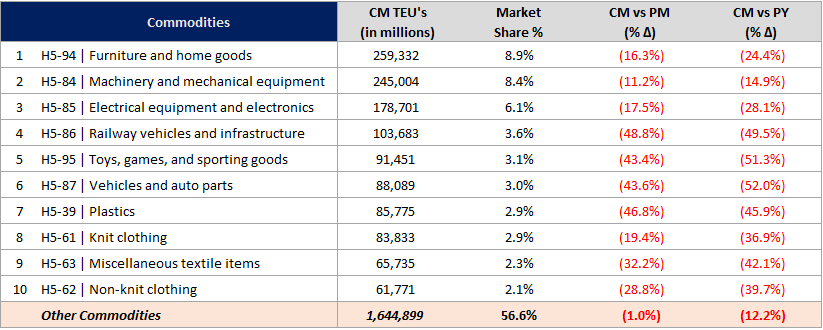 Commodities CM TEU's (in millions) Market Share % CM vs PM (% Δ) CM vs PY (% Δ)
1 H5-94 | Furniture and home goods 259,332 8.9% (16.3%) (24.4%)
2 H5-84 | Machinery and mechanical equipment 245,004 8.4% (11.2%) (14.9%)
3 H5-85 | Electrical equipment and electronics 178,701 6.1% (17.5%) (28.1%)
4 H5-86 | Railway vehicles and infrastructure 103,683 3.6% (48.8%) (49.5%)
5 H5-95 | Toys, games, and sporting goods 91,451 3.1% (43.4%) (51.3%)
6 H5-87 | Vehicles and auto parts 88,089 3.0% (43.6%) (52.0%)
7 H5-39 | Plastics 85,775 2.9% (46.8%) (45.9%)
8 H5-61 | Knit clothing 83,833 2.9% (19.4%) (36.9%)
9 H5-63 | Miscellaneous textile items 65,735 2.3% (32.2%) (42.1%)
10 H5-62 | Non-knit clothing 61,771 2.1% (28.8%) (39.7%)
Other Commodities 1,644,899 56.6% (1.0%) (12.2%)